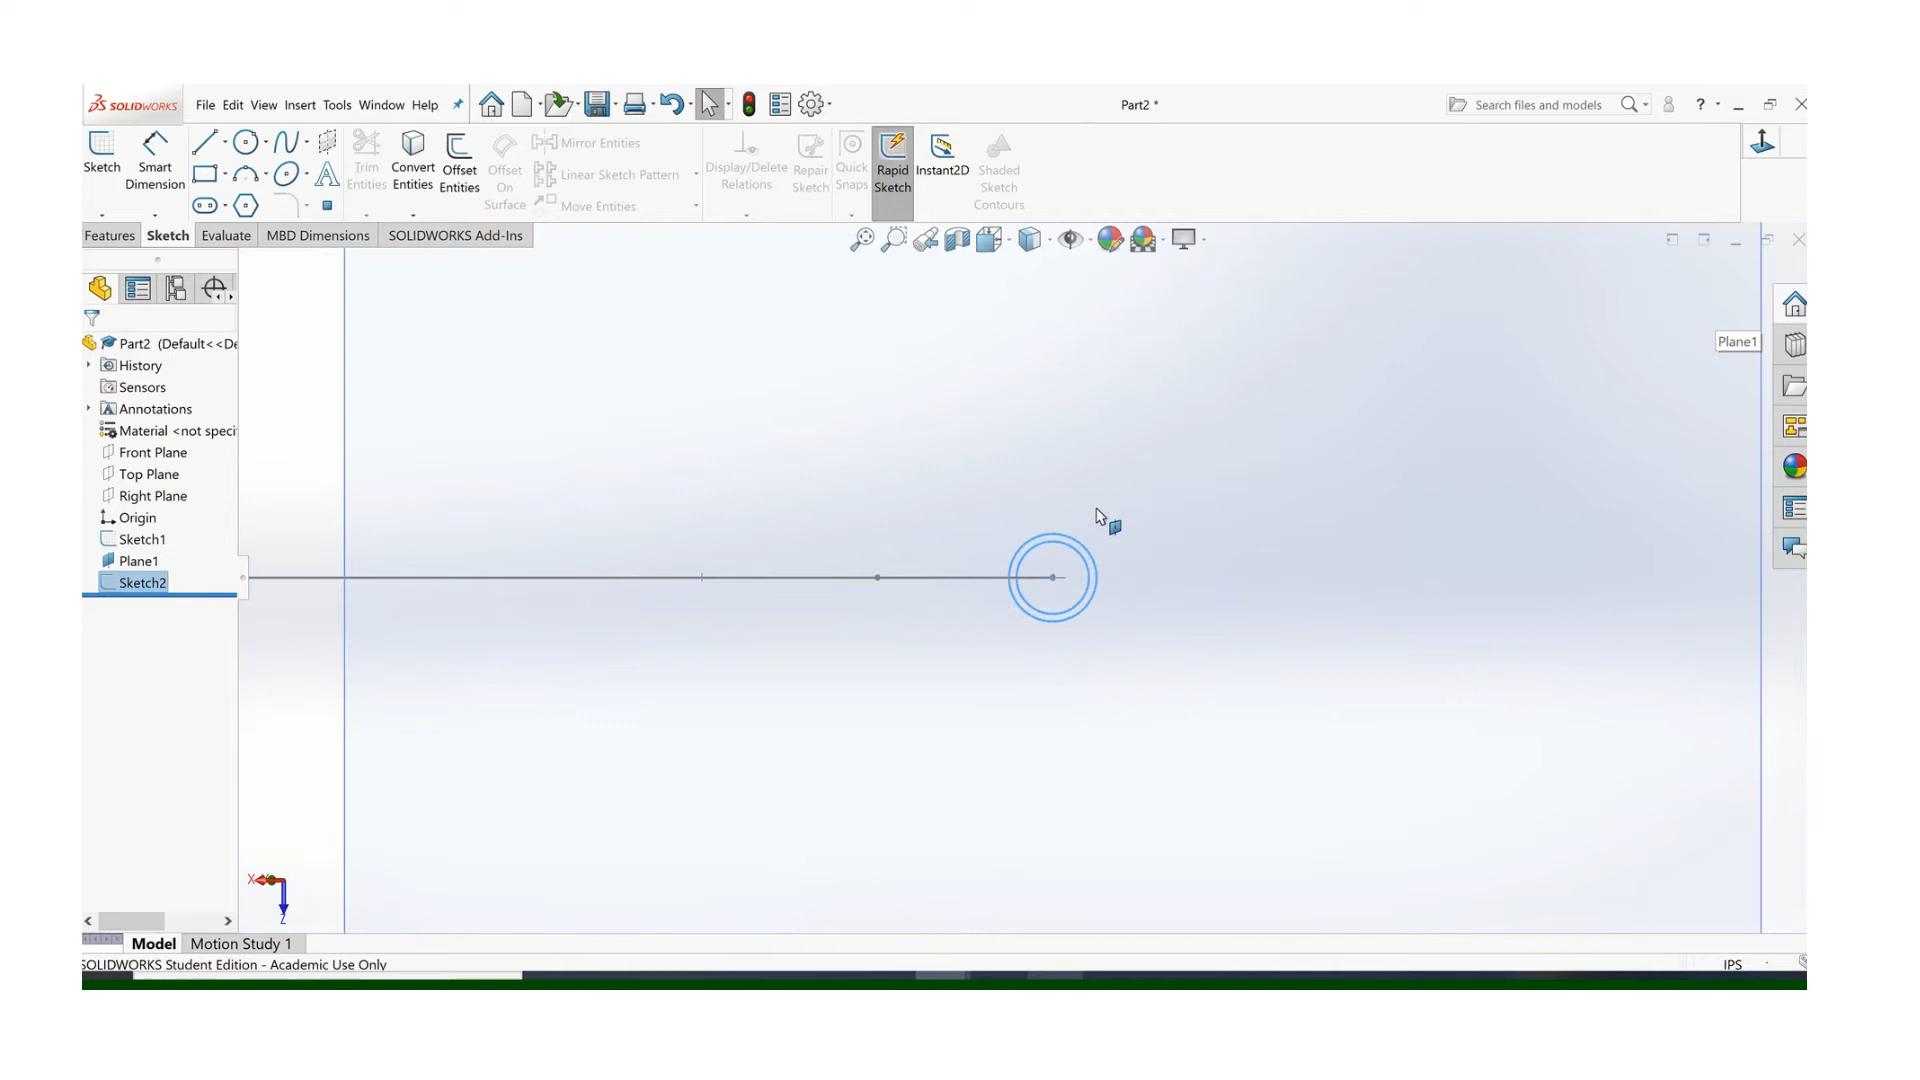 DS SOLIDWORKS File Edit View Insert Tools Window Help Part2 * Search files and models ?
Sketch Smart Dimension Trim Entities Convert Entities Offset Entities Offset On Surface Mirror Entities Linear Sketch Pattern Move Entities Display/Delete Relations Repair Sketch Quick Snaps Rapid Sketch Instant2D Shaded Sketch Contours
Features Sketch Evaluate MBD Dimensions SOLIDWORKS Add-Ins
Part2 (Default<<De
Plane1
History
Sensors
Annotations
Material <not specif
Front Plane
Top Plane
Right Plane
Origin
Sketch1
Plane1
Sketch2
X
Z
Model Motion Study 1
SOLIDWORKS Student Edition - Academic Use Only IPS